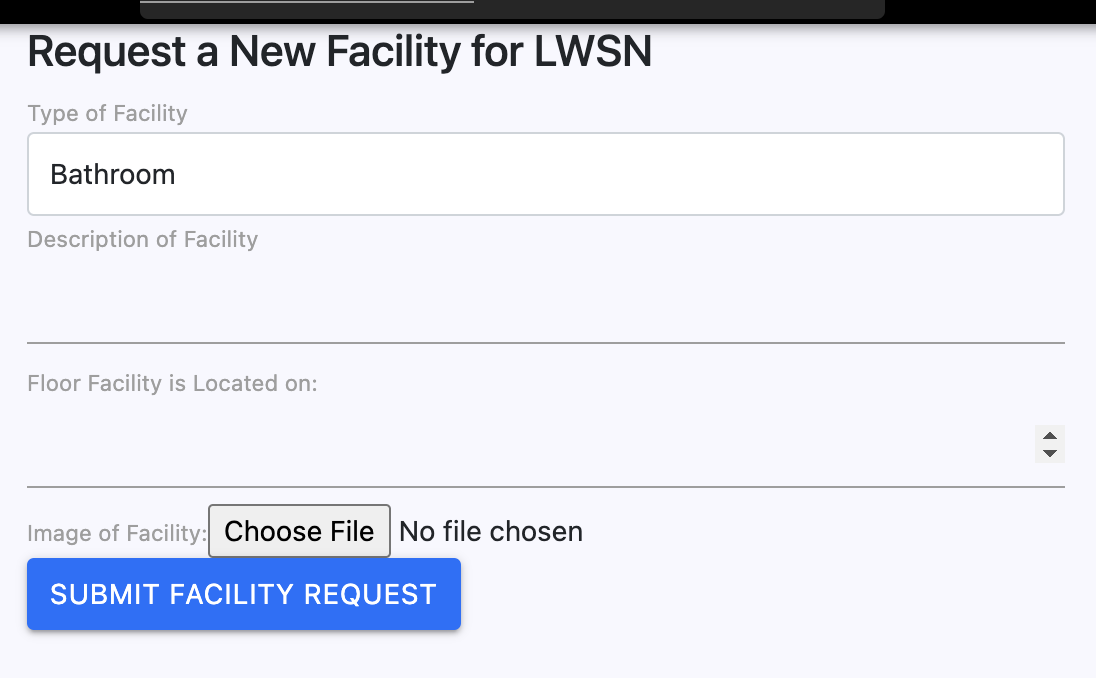 Request a New Facility for LWSN
Type of Facility
Bathroom
Description of Facility
Floor Facility is Located on:
Image of Facility: Choose File No file chosen
SUBMIT FACILITY REQUEST